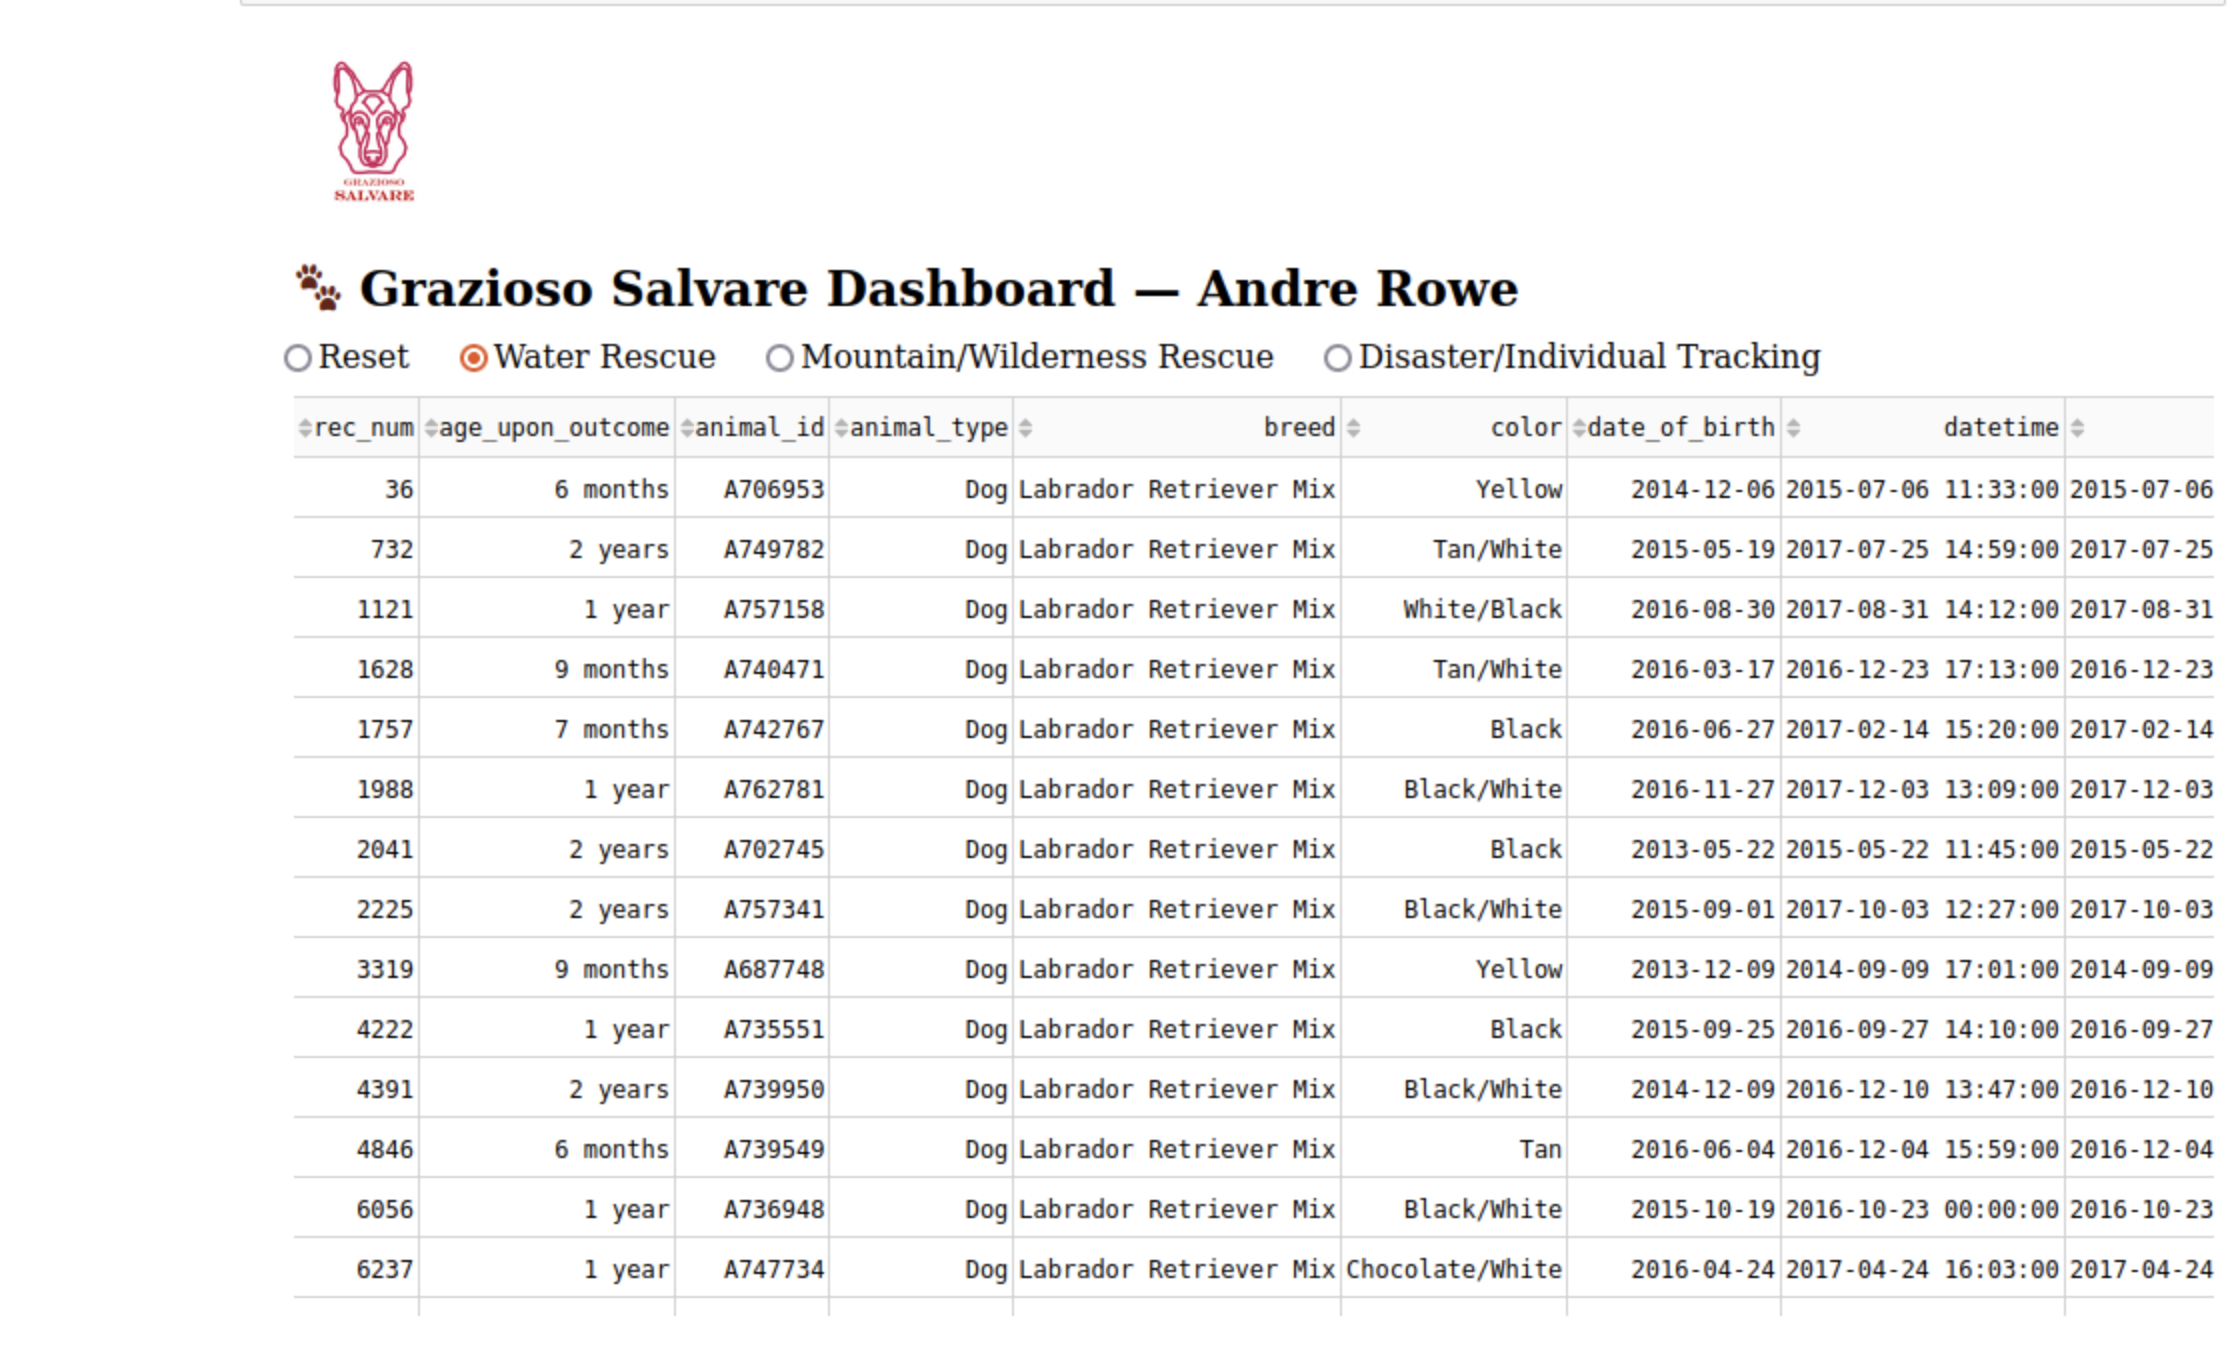 GRAZIOSO
SALVARE
Grazioso Salvare Dashboard — Andre Rowe
Reset Water Rescue Mountain/Wilderness Rescue Disaster/Individual Tracking
rec_num age_upon_outcome animal_id animal_type breed color date_of_birth datetime
36 6 months A706953 Dog Labrador Retriever Mix Yellow 2014-12-06 2015-07-06 11:33:00 2015-07-06
732 2 years A749782 Dog Labrador Retriever Mix Tan/White 2015-05-19 2017-07-25 14:59:00 2017-07-25
1121 1 year A757158 Dog Labrador Retriever Mix White/Black 2016-08-30 2017-08-31 14:12:00 2017-08-31
1628 9 months A740471 Dog Labrador Retriever Mix Tan/White 2016-03-17 2016-12-23 17:13:00 2016-12-23
1757 7 months A742767 Dog Labrador Retriever Mix Black 2016-06-27 2017-02-14 15:20:00 2017-02-14
1988 1 year A762781 Dog Labrador Retriever Mix Black/White 2016-11-27 2017-12-03 13:09:00 2017-12-03
2041 2 years A702745 Dog Labrador Retriever Mix Black 2013-05-22 2015-05-22 11:45:00 2015-05-22
2225 2 years A757341 Dog Labrador Retriever Mix Black/White 2015-09-01 2017-10-03 12:27:00 2017-10-03
3319 9 months A687748 Dog Labrador Retriever Mix Yellow 2013-12-09 2014-09-09 17:01:00 2014-09-09
4222 1 year A735551 Dog Labrador Retriever Mix Black 2015-09-25 2016-09-27 14:10:00 2016-09-27
4391 2 years A739950 Dog Labrador Retriever Mix Black/White 2014-12-09 2016-12-10 13:47:00 2016-12-10
4846 6 months A739549 Dog Labrador Retriever Mix Tan 2016-06-04 2016-12-04 15:59:00 2016-12-04
6056 1 year A736948 Dog Labrador Retriever Mix Black/White 2015-10-19 2016-10-23 00:00:00 2016-10-23
6237 1 year A747734 Dog Labrador Retriever Mix Chocolate/White 2016-04-24 2017-04-24 16:03:00 2017-04-24